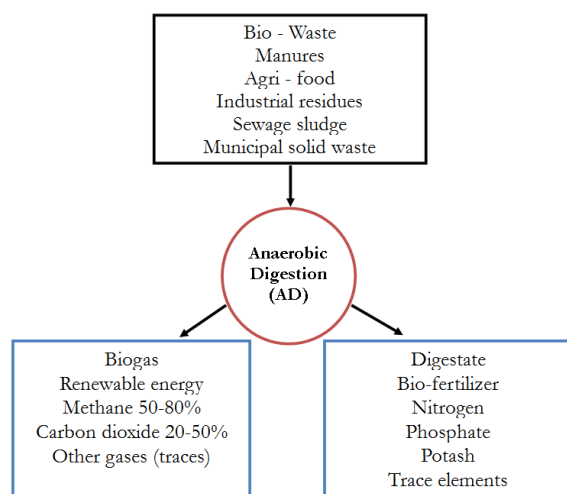 Bio - Waste
Manures
Agri - food
Industrial residues
Sewage sludge
Municipal solid waste
Anaerobic
Digestion
(AD)
Biogas
Renewable energy
Methane 50-80%
Carbon dioxide 20-50%
Other gases (traces)
Digestate
Bio-fertilizer
Nitrogen
Phosphate
Potash
Trace elements